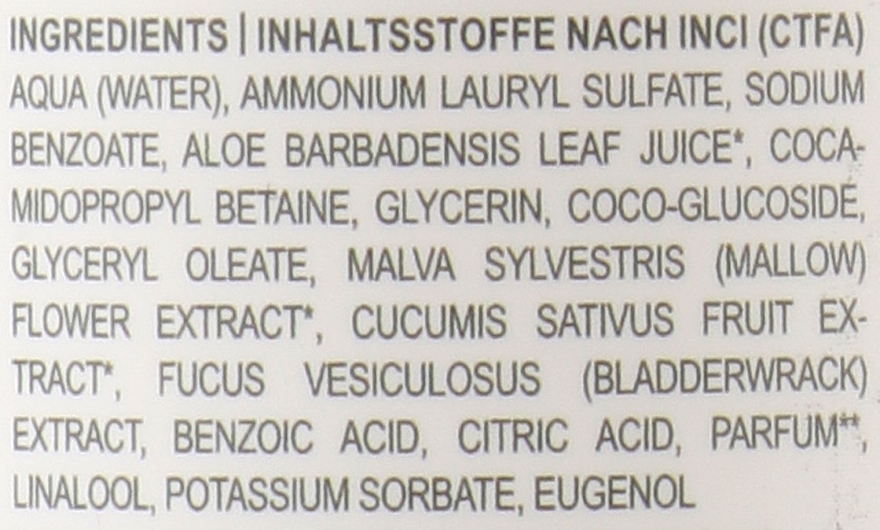 INGREDIENTS | INHALTSSTOFFE NACH INCI (CTFA)
AQUA (WATER), AMMONIUM LAURYL SULFATE, SODIUM
BENZOATE, ALOE BARBADENSIS LEAF JUICE*, COCA-
MIDOPROPYL BETAINE, GLYCERIN, COCO-GLUCOSIDE,
GLYCERYL OLEATE, MALVA SYLVESTRIS (MALLOW)
FLOWER EXTRACT*, CUCUMIS SATIVUS FRUIT EX-
TRACT*, FUCUS VESICULOSUS (BLADDERWRACK)
EXTRACT, BENZOIC ACID, CITRIC ACID, PARFUM**,
LINALOOL, POTASSIUM SORBATE, EUGENOL